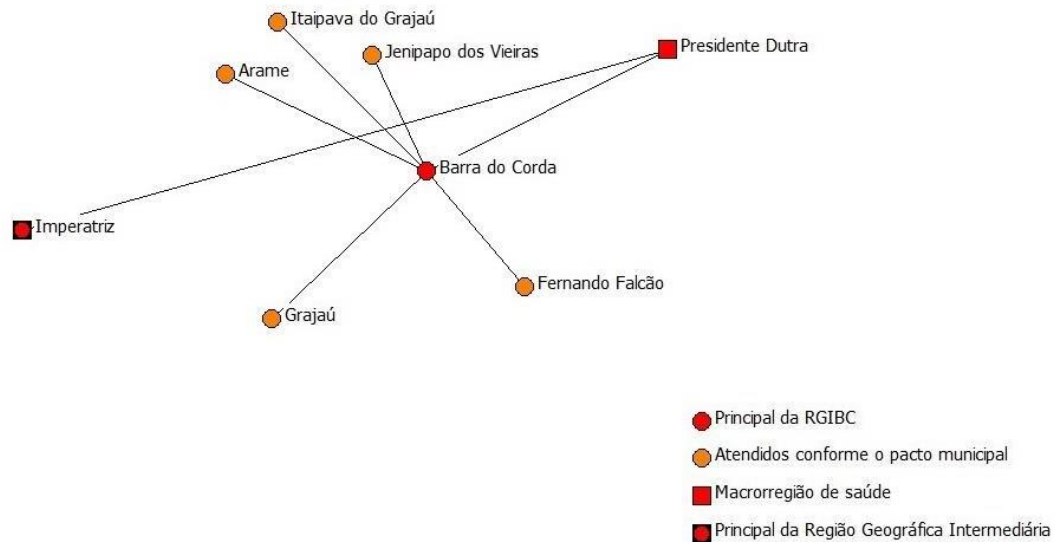 Itaipava do Grajaú
Jenipapo dos Vieiras
Presidente Dutra
Arame
Barra do Corda
Imperatriz
Fernando Falcão
Grajaú
Principal da RGIBC
Atendidos conforme o pacto municipal
Macrorregião de saúde
Principal da Região Geográfica Intermediária